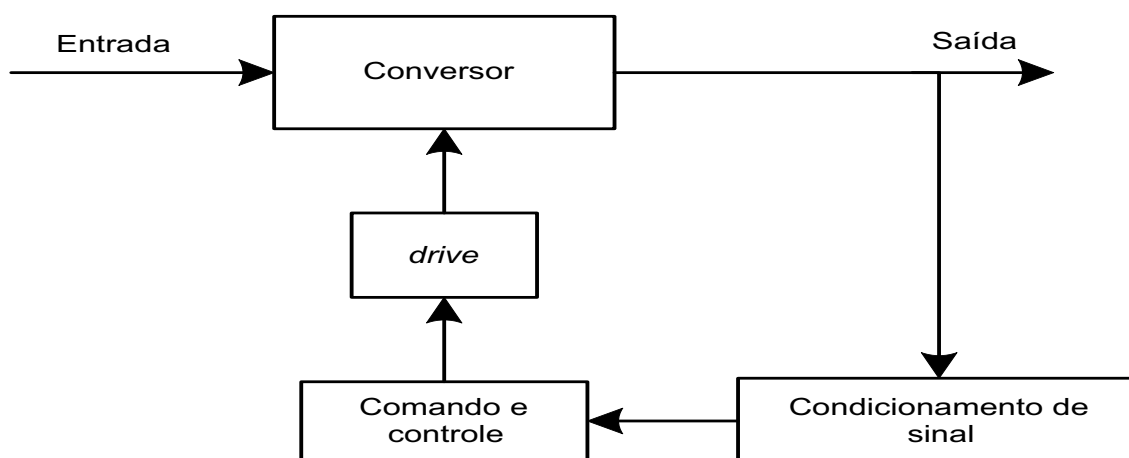 Entrada
Saída
Conversor
drive
Comando e
controle
Condicionamento de
sinal